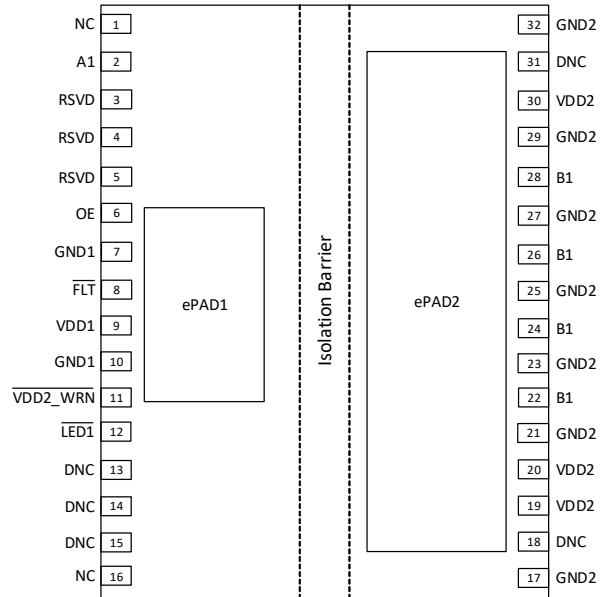 NC 1
A1 2
RSVD 3
RSVD 4
RSVD 5
OE 6
GND1 7
FLT 8
VDD1 9
GND1 10
VDD2_WRN 11
LED1 12
DNC 13
DNC 14
DNC 15
NC 16
ePAD1
Isolation Barrier
ePAD2
32 GND2
31 DNC
30 VDD2
29 GND2
28 B1
27 GND2
26 B1
25 GND2
24 B1
23 GND2
22 B1
21 GND2
20 VDD2
19 VDD2
18 DNC
17 GND2